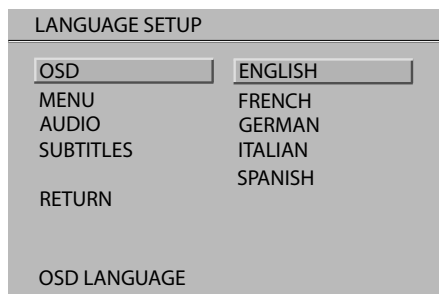 LANGUAGE SETUP
OSD ENGLISH
MENU FRENCH
AUDIO GERMAN
SUBTITLES ITALIAN
SPANISH
RETURN
OSD LANGUAGE